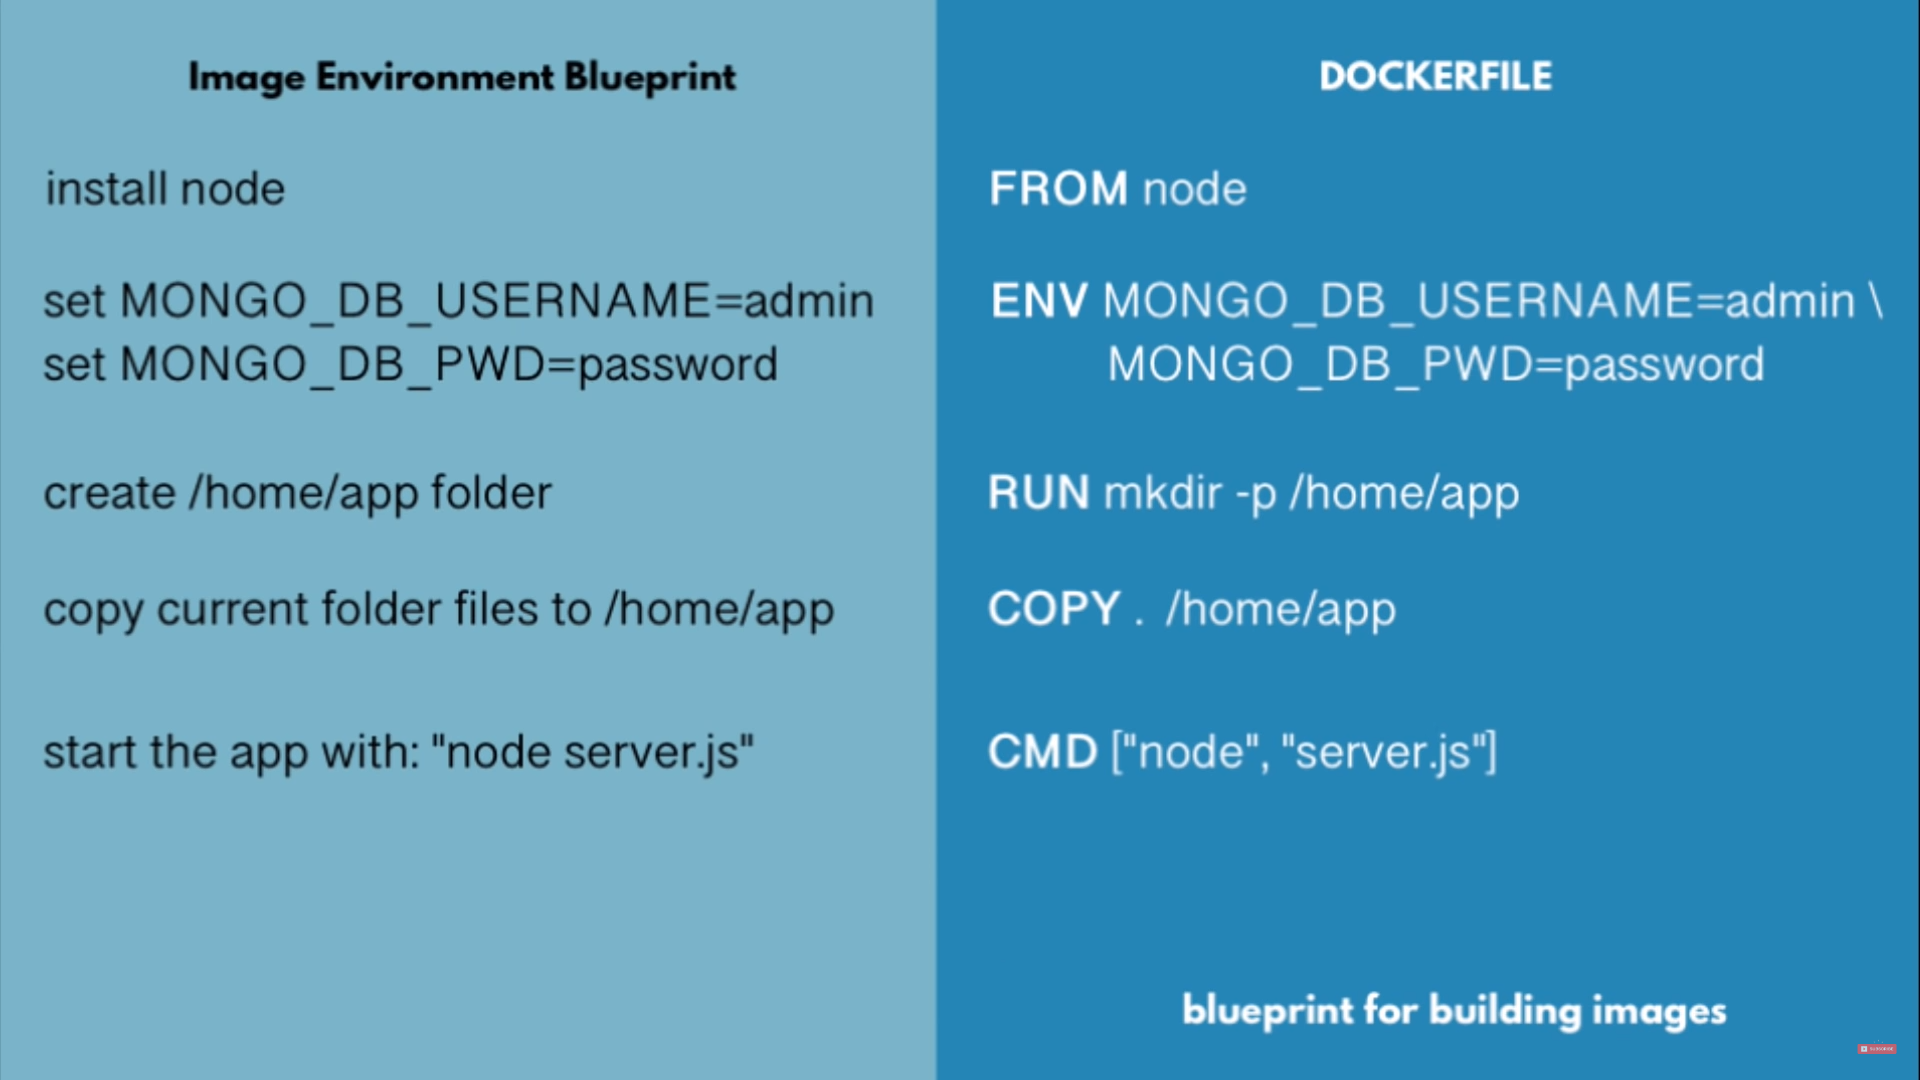 Image Environment Blueprint
install node
set MONGO_DB_USERNAME=admin
set MONGO_DB_PWD=password
create /home/app folder
copy current folder files to /home/app
start the app with: "node server.js"
DOCKERFILE
FROM node
ENV MONGO_DB_USERNAME=admin \
MONGO_DB_PWD=password
RUN mkdir -p /home/app
COPY . /home/app
CMD ["node", "server.js"]
blueprint for building images